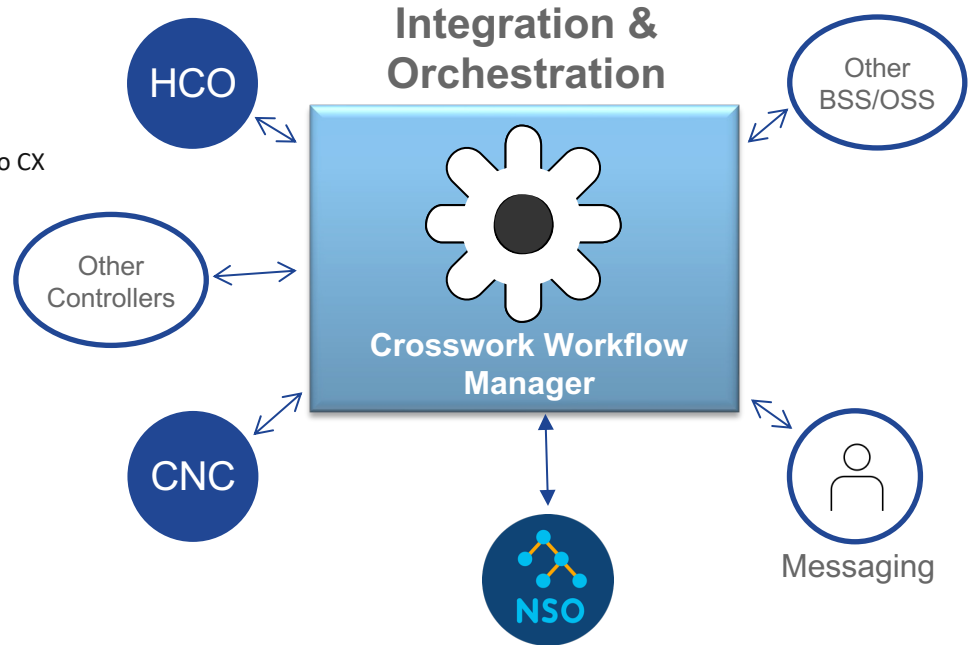 Integration &
Orchestration
HCO
Other
BSS/OSS
o CX
Other
Controllers
Crosswork Workflow
Manager
CNC
NSO
Messaging